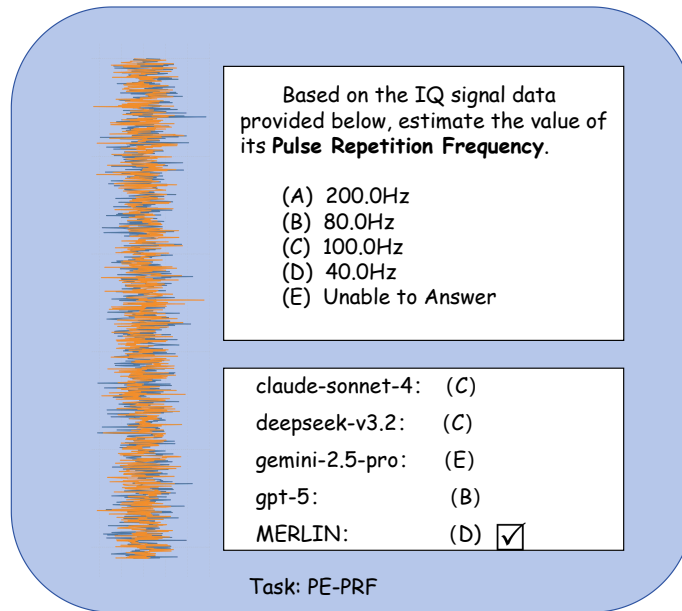 Based on the IQ signal data
provided below, estimate the value of
its Pulse Repetition Frequency.
(A) 200.0Hz
(B) 80.0Hz
(C) 100.0Hz
(D) 40.0Hz
(E) Unable to Answer
claude-sonnet-4: (C)
deepseek-v3.2: (C)
gemini-2.5-pro: (E)
gpt-5: (B)
MERLIN: (D) ☑
Task: PE-PRF